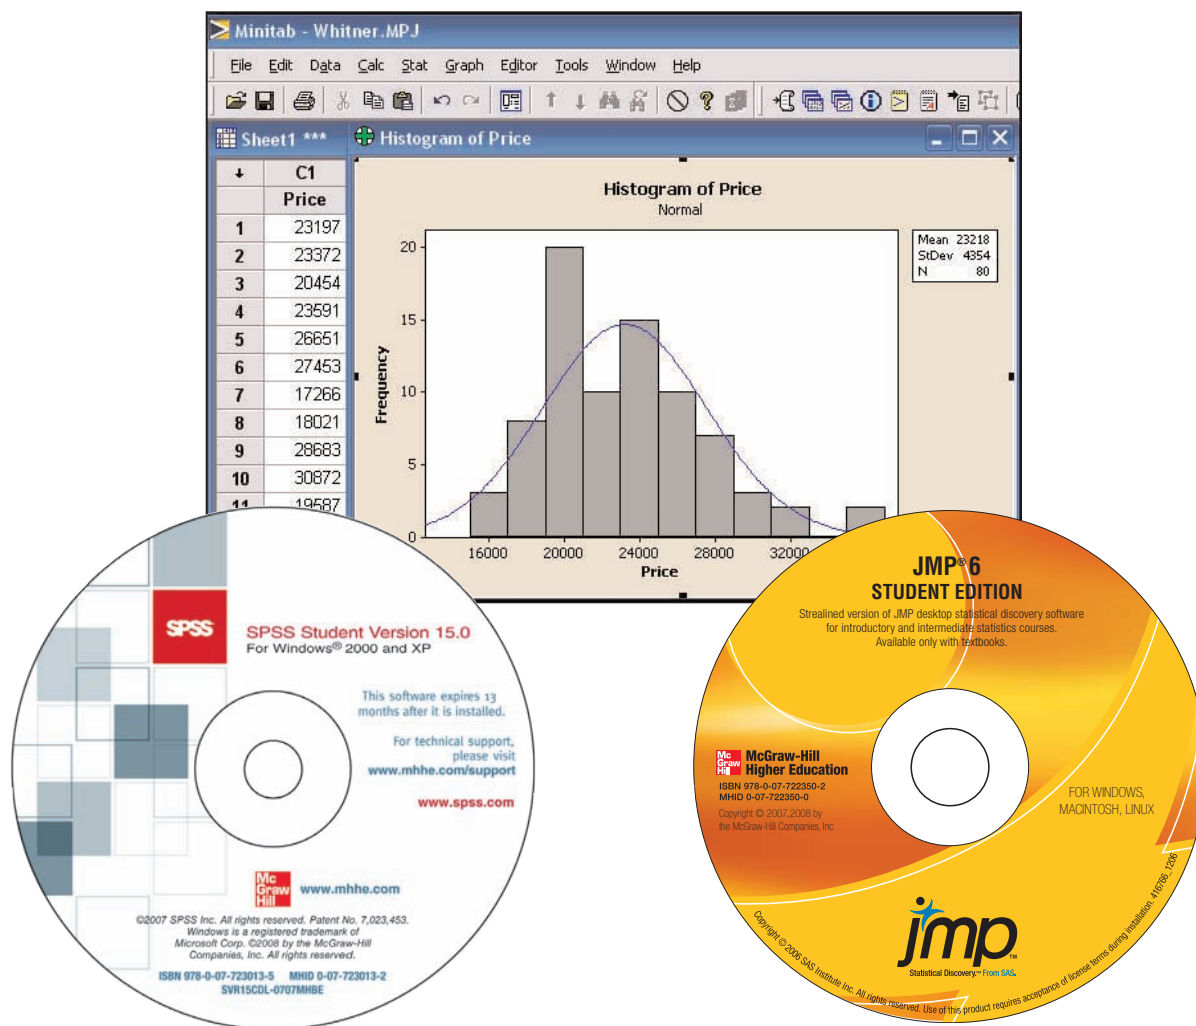 Minitab - Whitner.MPJ
File Edit Data Calc Stat Graph Editor Tools Window Help
Sheet1 ***
Histogram of Price
C1
Price
1 23197
2 23372
3 20454
4 23591
5 26651
6 27453
7 17266
8 18021
9 28683
10 30872
11 19587
Histogram of Price
Normal
Mean 23218
StDev 4354
N 80
Frequency
20
15
10
5
0
16000 20000 24000 28000 32000
Price
SPSS
SPSS Student Version 15.0
For Windows® 2000 and XP
This software expires 13
months after it is installed.
For technical support,
please visit
www.mhhe.com/support
www.spss.com
Mc
Graw
Hill
www.mhhe.com
©2007 SPSS Inc. All rights reserved. Patent No. 7,023,453.
Windows is a registered trademark of
Microsoft Corp. ©2008 by the McGraw-Hill
Companies, Inc. All rights reserved.
ISBN 978-0-07-723013-5 MHID 0-07-723013-2
SVR15CDL-0707MHBE
JMP® 6
STUDENT EDITION
Strealined version of JMP desktop statistical discovery software
for introductory and intermediate statistics courses.
Available only with textbooks.
Mc
Graw
Hill
McGraw-Hill
Higher Education
ISBN 978-0-07-722350-2
MHID 0-07-722350-0
Copyright © 2007,2008 by
the McGraw-Hill Companies, Inc
FOR WINDOWS,
MACINTOSH, LINUX
jmp™
Statistical Discovery.™ From SAS.
Copyright © 2006 SAS Institute Inc. All rights reserved. Use of this product requires acceptance of license terms during installation. 416766_1206